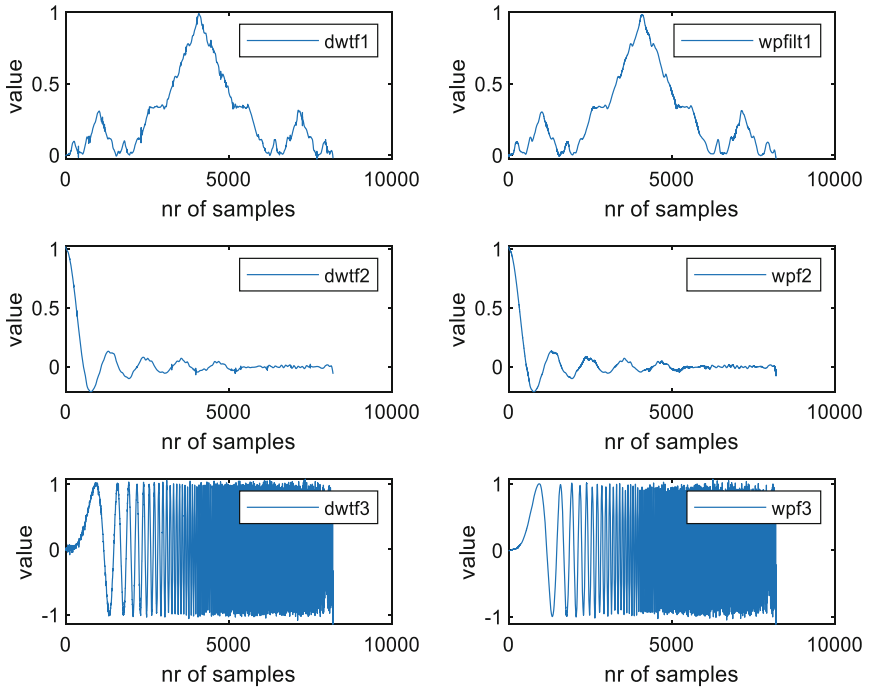 1
0.5
0
value
dwtf1
0
5000
10000
nr of samples
1
0.5
0
value
wpfilt1
0
5000
10000
nr of samples
1
0.5
0
value
dwtf2
0
5000
10000
nr of samples
1
0.5
0
value
wpf2
0
5000
10000
nr of samples
1
0
-1
value
dwtf3
0
5000
10000
nr of samples
1
0
-1
value
wpf3
0
5000
10000
nr of samples